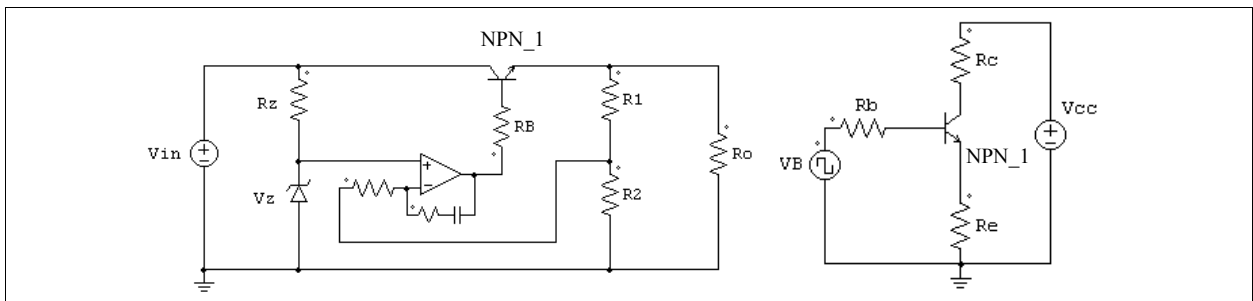 NPN_1
Rz
RB
R1
Vin
Ro
Vz
+
-
R2
Rc
Rb
Vcc
VB
NPN_1
Re